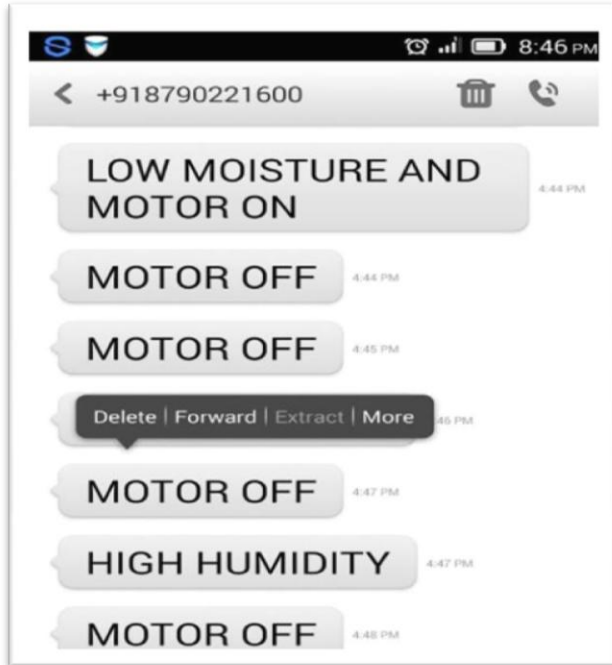 8:46 PM
+918790221600
LOW MOISTURE AND
MOTOR ON
4:44 PM
MOTOR OFF
4:44 PM
MOTOR OFF
4:45 PM
Delete | Forward | Extract | More
46 PM
MOTOR OFF
4:47 PM
HIGH HUMIDITY
4:47 PM
MOTOR OFF
4:48 PM